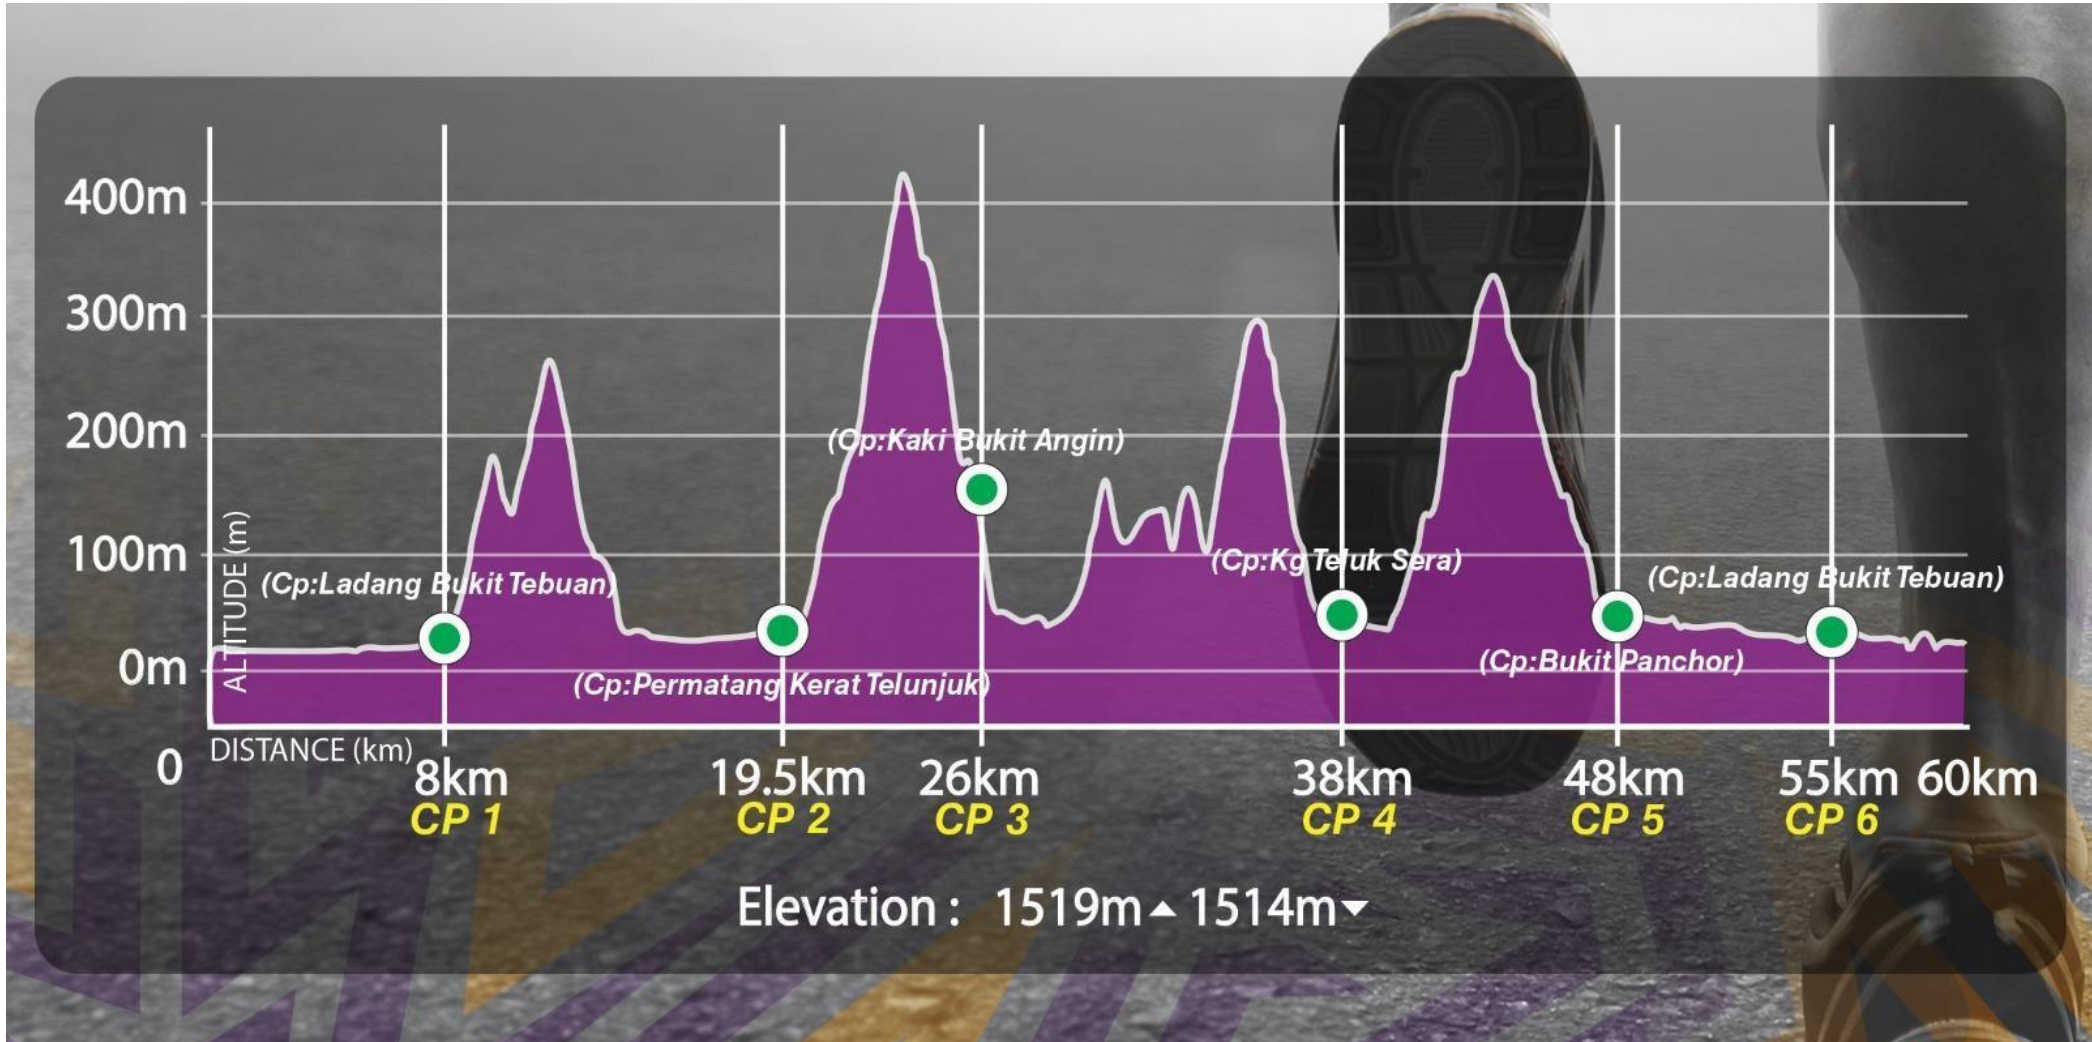 400m
300m
200m
100m
0m
0
ALTITUDE (m)
DISTANCE (km)
(Cp:Ladang Bukit Tebuan)
(Cp:Permatang Kerat Telunjuk)
(Cp:Kaki Bukit Angin)
(Cp:Kg Teluk Sera)
(Cp:Bukit Panchor)
(Cp:Ladang Bukit Tebuan)
8km 19.5km 26km 38km 48km 55km 60km
CP 1 CP 2 CP 3 CP 4 CP 5 CP 6
Elevation : 1519m▲ 1514m▼